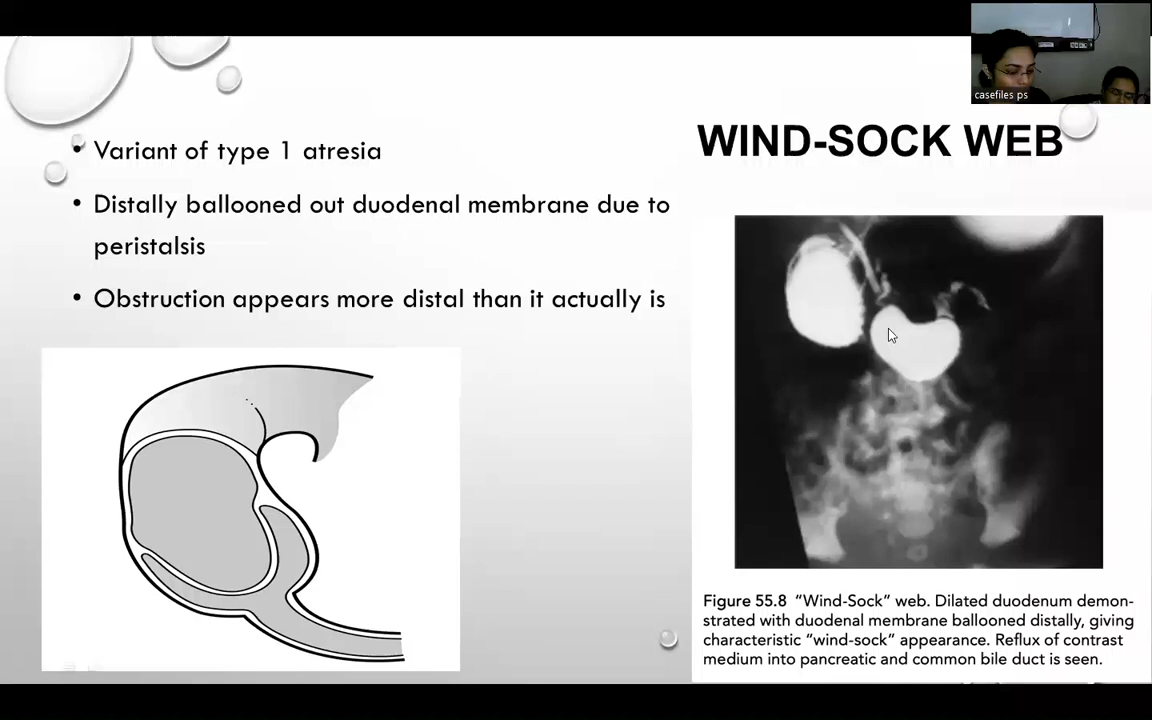 casefiles ps
WIND-SOCK WEB
• Variant of type 1 atresia
• Distally ballooned out duodenal membrane due to
peristalsis
• Obstruction appears more distal than it actually is
Figure 55.8 “Wind-Sock” web. Dilated duodenum demon-
strated with duodenal membrane ballooned distally, giving
characteristic “wind-sock” appearance. Reflux of contrast
medium into pancreatic and common bile duct is seen.